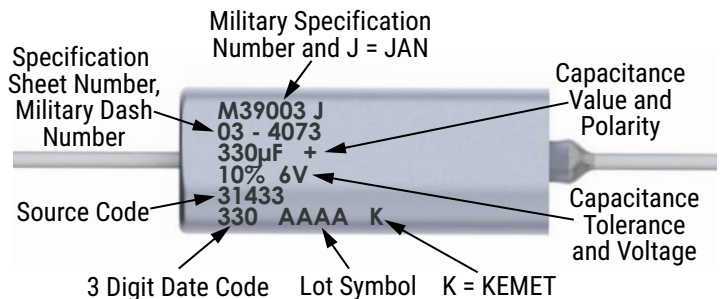 Military Specification
Number and J = JAN
Specification
Sheet Number,
Military Dash
Number
Capacitance
Value and
Polarity
M39003 J
03 - 4073
330µF +
10% 6V
31433
330 AAAA K
Source Code
Capacitance
Tolerance
and Voltage
3 Digit Date Code
Lot Symbol
K = KEMET